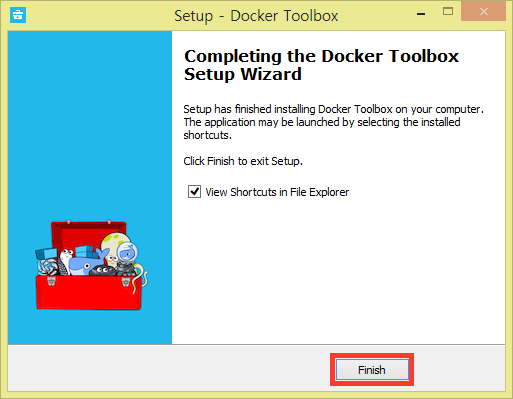 Setup - Docker Toolbox
Completing the Docker Toolbox
Setup Wizard
Setup has finished installing Docker Toolbox on your computer.
The application may be launched by selecting the installed
shortcuts.
Click Finish to exit Setup.
View Shortcuts in File Explorer
Finish